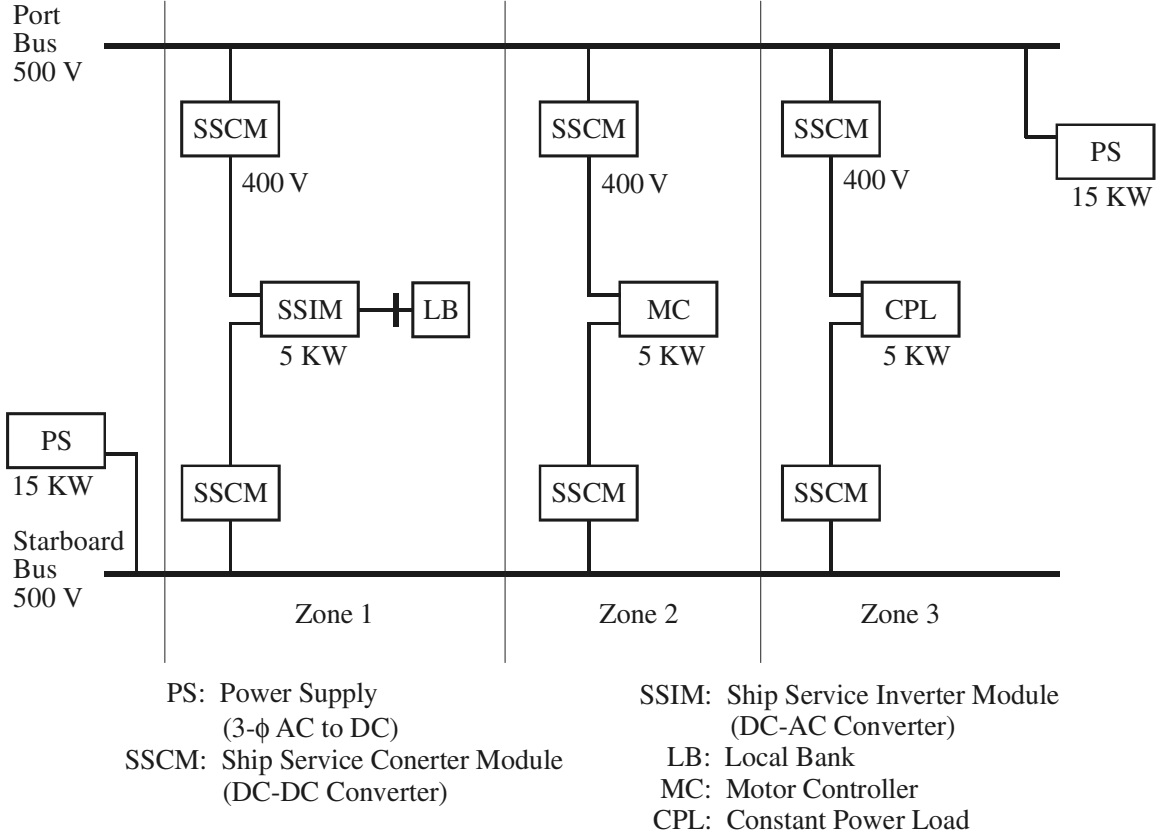 Port
Bus
500 V
SSCM
SSCM
SSCM
PS
400 V
400 V
400 V
15 KW
SSIM
LB
MC
CPL
5 KW
5 KW
5 KW
PS
15 KW
SSCM
SSCM
SSCM
Starboard
Bus
500 V
Zone 1
Zone 2
Zone 3
PS: Power Supply
(3-ϕ AC to DC)
SSCM: Ship Service Conerter Module
(DC-DC Converter)
SSIM: Ship Service Inverter Module
(DC-AC Converter)
LB: Local Bank
MC: Motor Controller
CPL: Constant Power Load